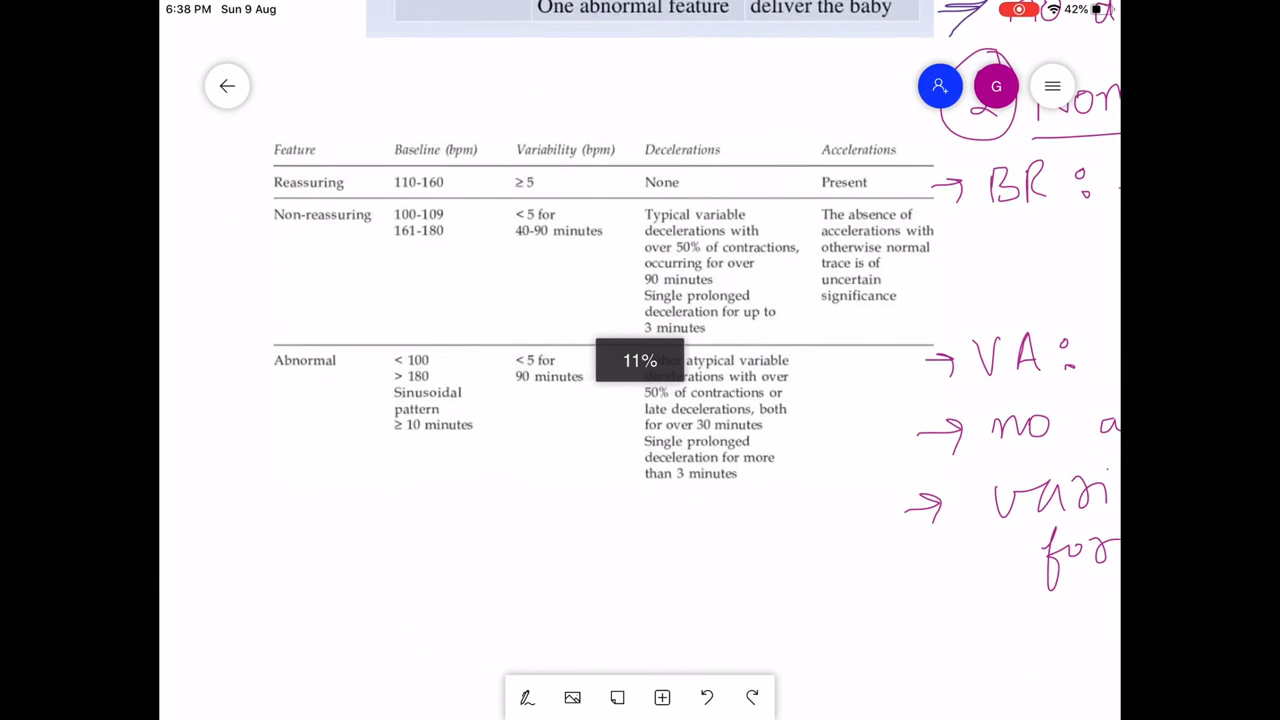 6:38 PM Sun 9 Aug
42%
One abnormal feature deliver the baby
G
Feature Baseline (bpm) Variability (bpm) Decelerations Accelerations
Reassuring 110-160 ≥ 5 None Present
Non-reassuring 100-109 < 5 for Typical variable The absence of
161-180 40-90 minutes decelerations with accelerations with
over 50% of contractions, otherwise normal
occurring for over trace is of
90 minutes uncertain
Single prolonged significance
deceleration for up to
3 minutes
Abnormal < 100 < 5 for atypical variable
> 180 90 minutes with over
Sinusoidal 50% of contractions or
pattern late decelerations, both
≥ 10 minutes for over 30 minutes
Single prolonged
deceleration for more
than 3 minutes
11%
2
→ BR :
→ VA :
→ no a
→ vari
for